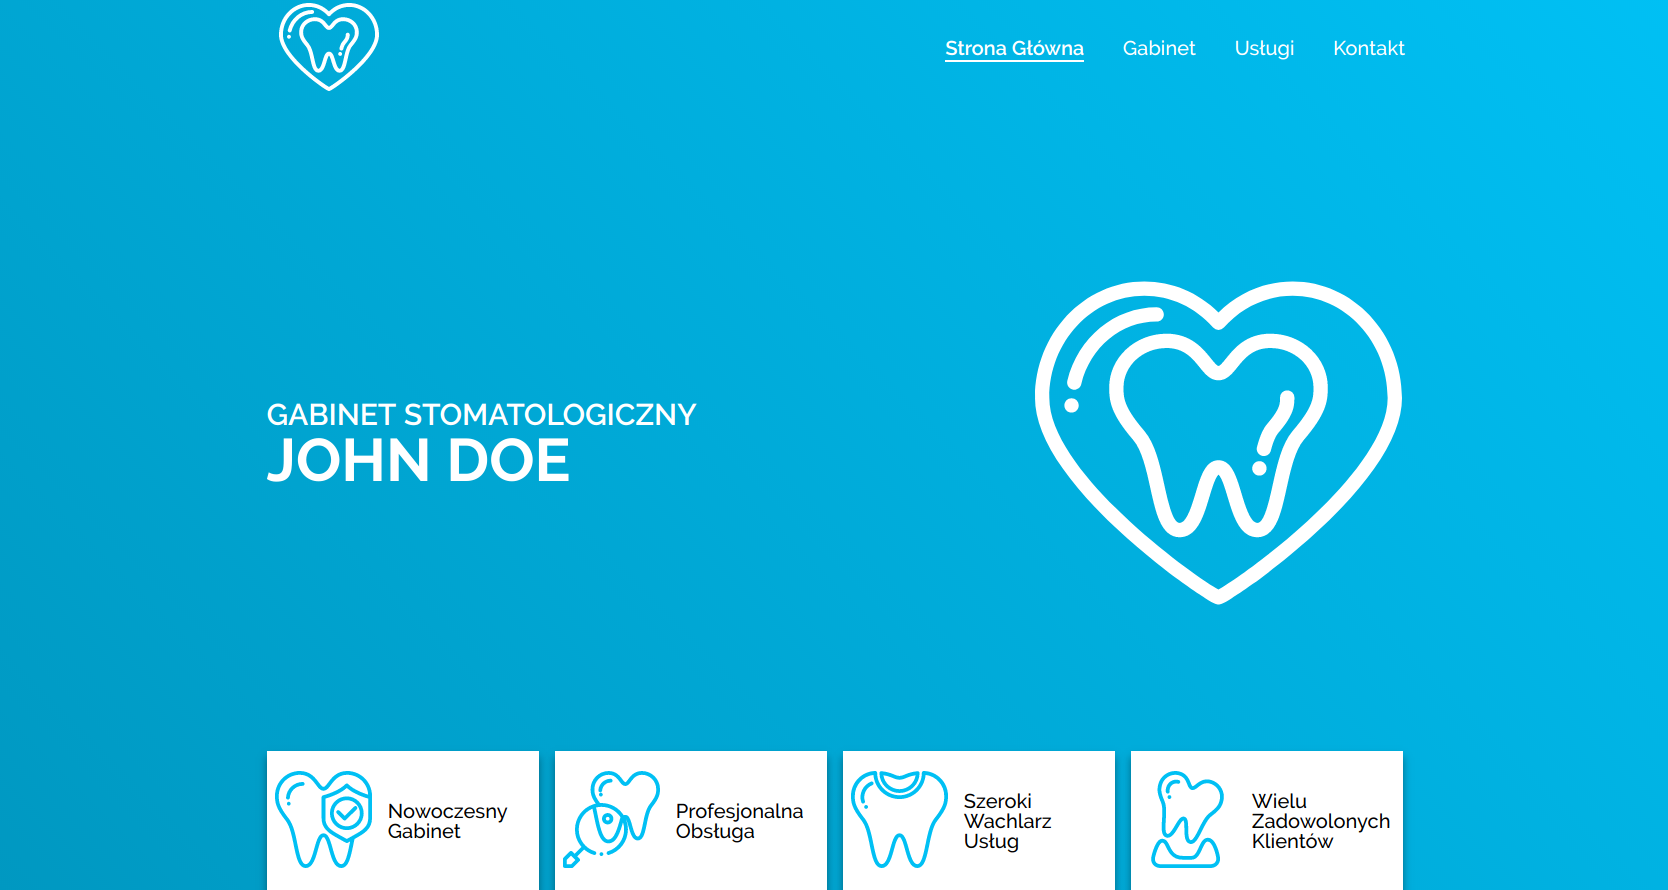 Strona Główna Gabinet Usługi Kontakt
GABINET STOMATOLOGICZNY
JOHN DOE
Nowoczesny
Gabinet
Profesjonalna
Obsługa
Szeroki
Wachlarz
Usług
Wielu
Zadowolonych
Klientów